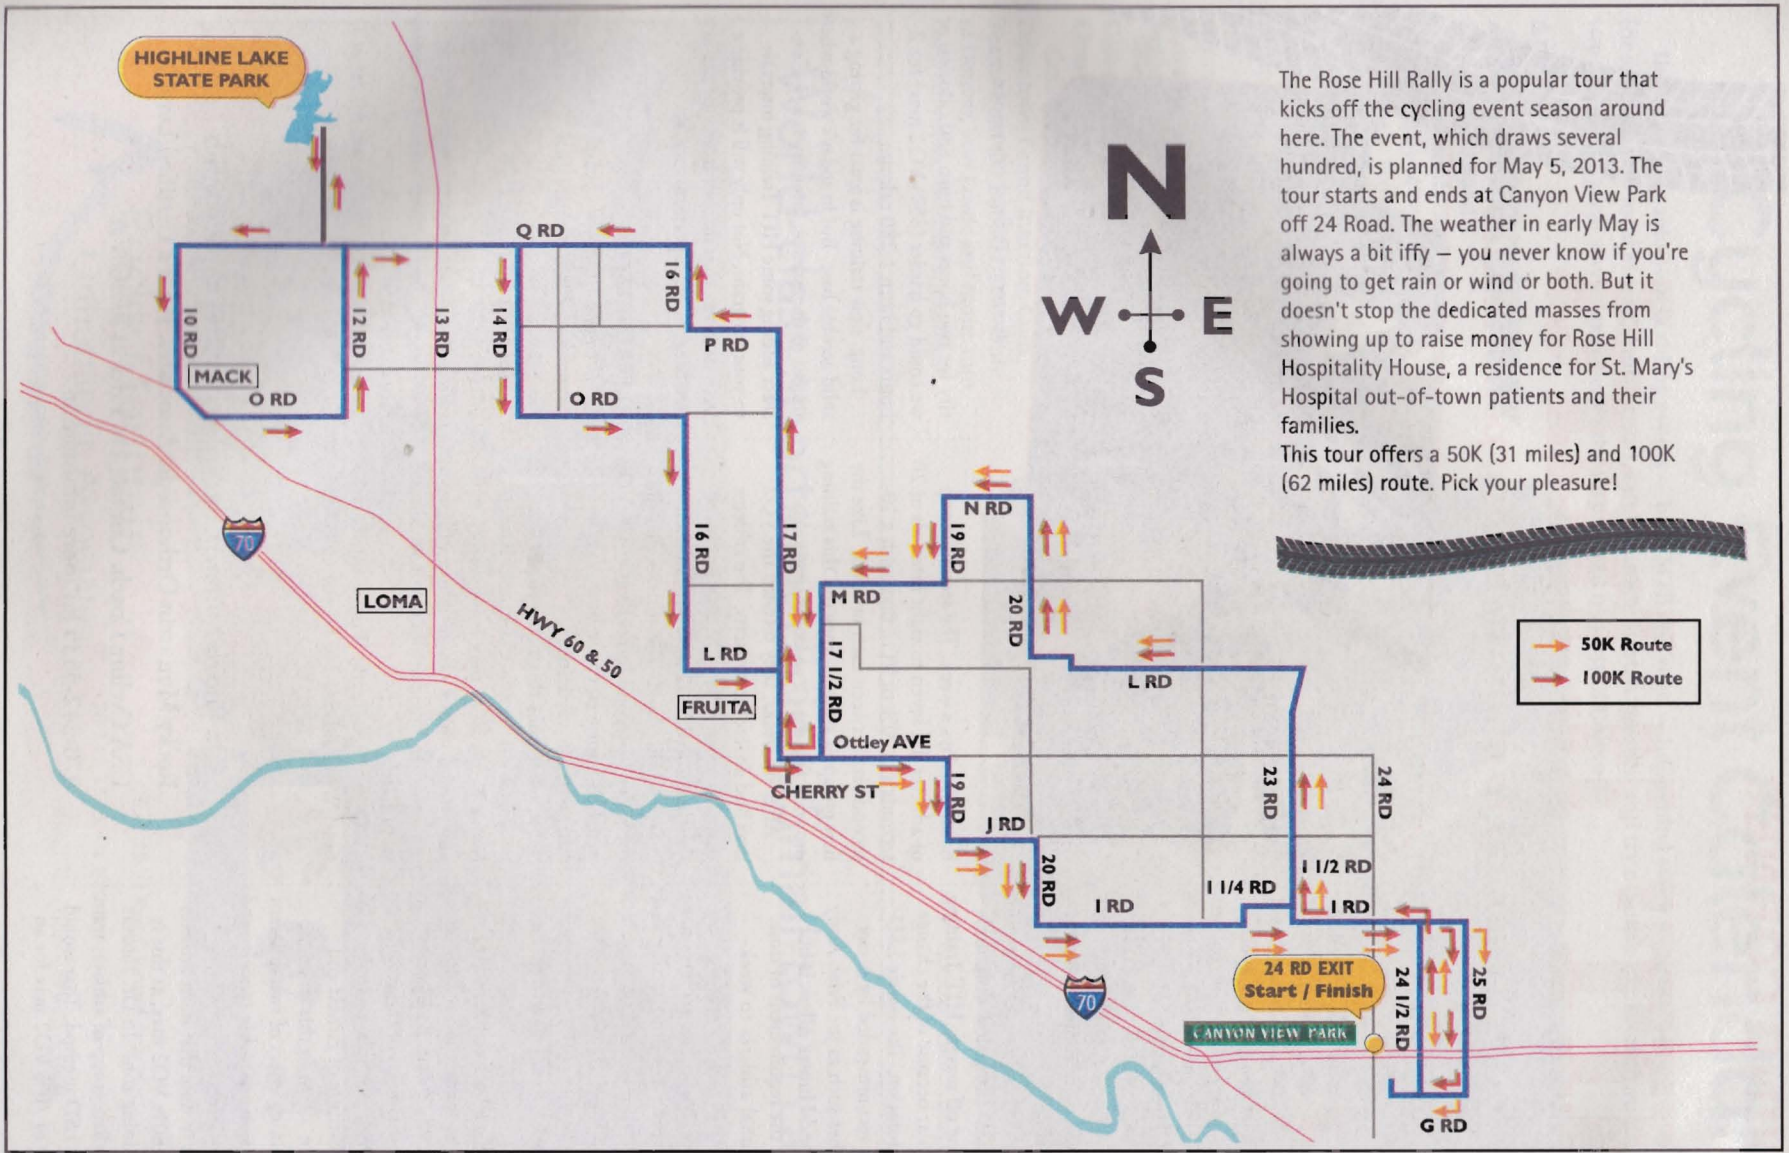 HIGHLINE LAKE
STATE PARK
The Rose Hill Rally is a popular tour that
kicks off the cycling event season around
here. The event, which draws several
hundred, is planned for May 5, 2013. The
tour starts and ends at Canyon View Park
off 24 Road. The weather in early May is
always a bit iffy – you never know if you're
going to get rain or wind or both. But it
doesn't stop the dedicated masses from
showing up to raise money for Rose Hill
Hospitality House, a residence for St. Mary's
Hospital out-of-town patients and their
families.
This tour offers a 50K (31 miles) and 100K
(62 miles) route. Pick your pleasure!
N
W
E
S
Q RD
16 RD
P RD
10 RD
12 RD
13 RD
14 RD
MACK
O RD
O RD
70
LOMA
HWY 60 & 50
16 RD
17 RD
N RD
19 RD
M RD
20 RD
L RD
17 1/2 RD
L RD
FRUITA
50K Route
100K Route
Ottley AVE
CHERRY ST
19 RD
J RD
23 RD
24 RD
20 RD
I 1/2 RD
I 1/4 RD
I RD
I RD
24 RD EXIT
Start / Finish
70
24 1/2 RD
25 RD
CANYON VIEW PARK
G RD